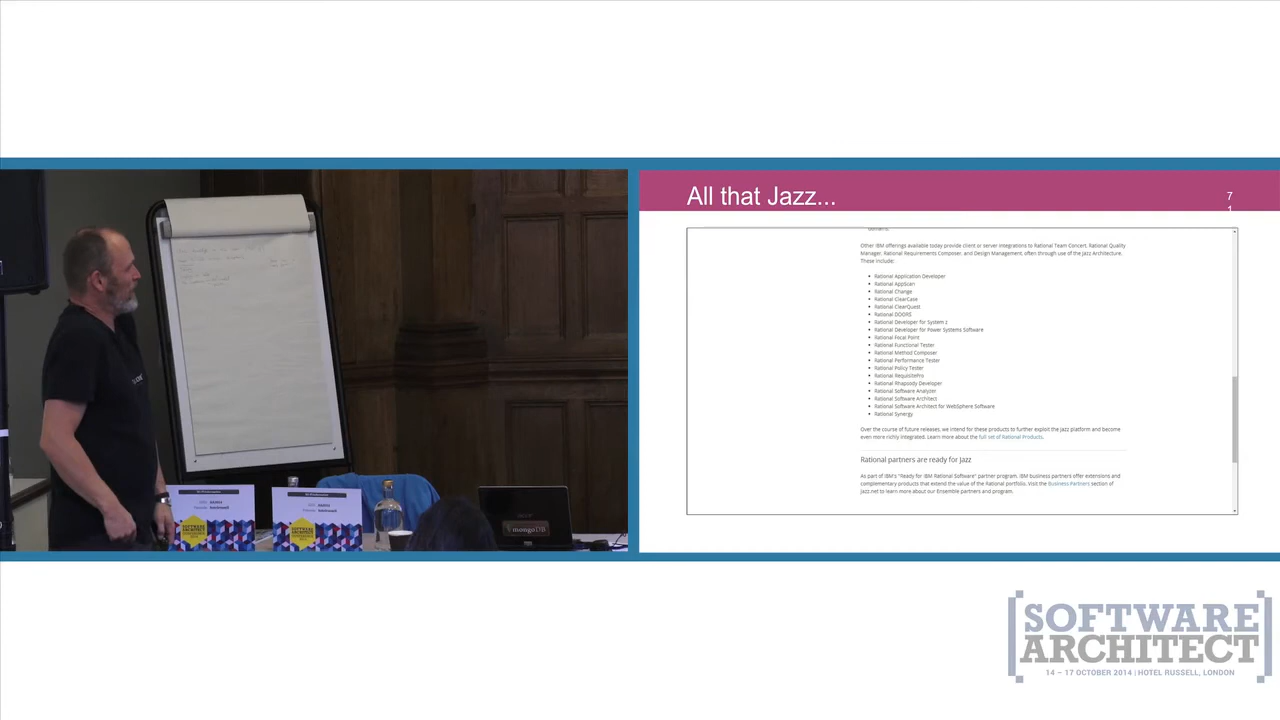 All that Jazz...
7
1
domains.
Other IBM offerings available today provide client or server integrations to Rational Team Concert, Rational Quality
Manager, Rational Requirements Composer, and Design Management, often through use of the Jazz Architecture.
These include:
• Rational Application Developer
• Rational AppScan
• Rational Change
• Rational ClearCase
• Rational ClearQuest
• Rational DOORS
• Rational Developer for System z
• Rational Developer for Power Systems Software
• Rational Focal Point
• Rational Functional Tester
• Rational Method Composer
• Rational Performance Tester
• Rational Policy Tester
• Rational RequisitePro
• Rational Rhapsody Developer
• Rational Software Analyzer
• Rational Software Architect
• Rational Software Architect for WebSphere Software
• Rational Synergy
Over the course of future releases, we intend for these products to further exploit the Jazz platform and become
even more richly integrated. Learn more about the full set of Rational Products.
Rational partners are ready for Jazz
As part of IBM's "Ready for IBM Rational Software" partner program, IBM business partners offer extensions and
complementary products that extend the value of the Rational portfolio. Visit the Business Partners section of
Jazz.net to learn more about our Ensemble partners and program.
SOFTWARE
ARCHITECT
SOFTWARE
ARCHITECT
mongoDB
SOFTWARE
ARCHITECT
14 – 17 OCTOBER 2014 | HOTEL RUSSELL, LONDON